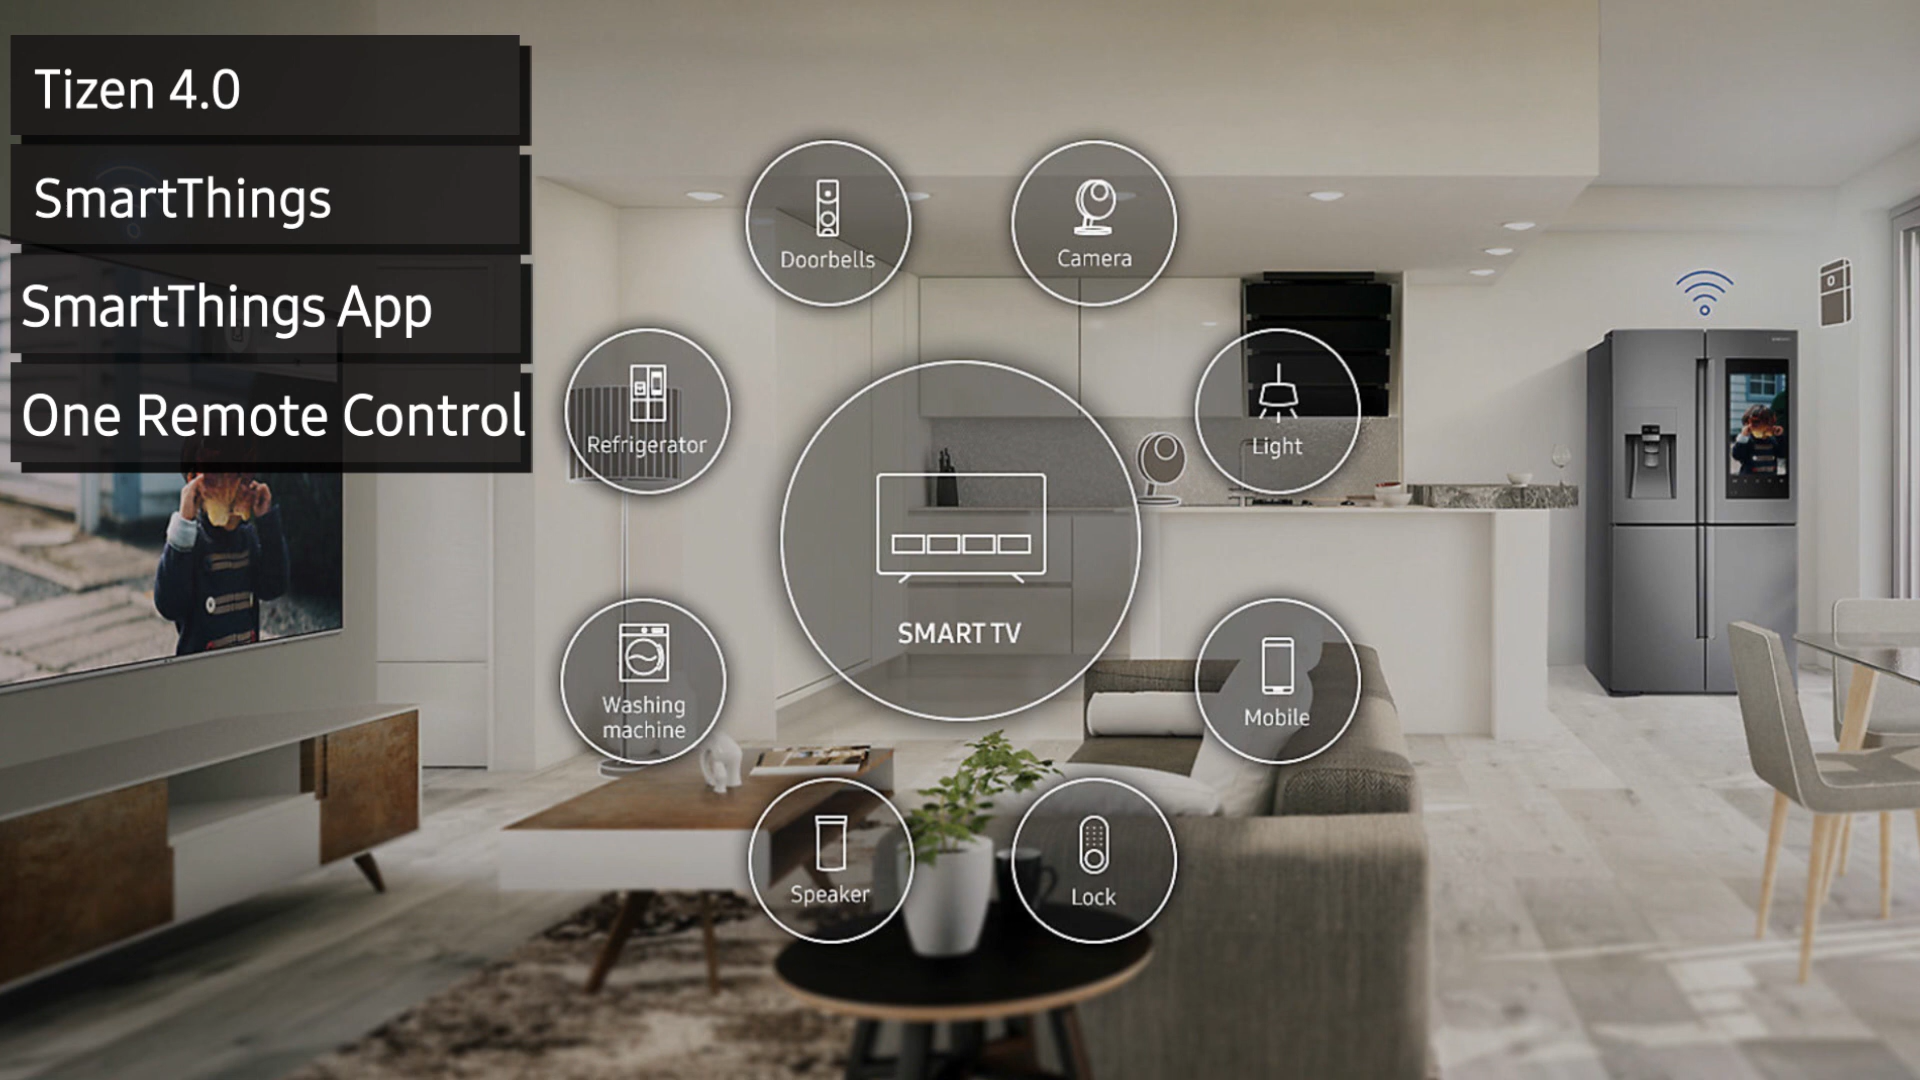 Tizen 4.0
SmartThings
SmartThings App
One Remote Control
Doorbells
Camera
Refrigerator
Light
SMART TV
Washing
machine
Mobile
Speaker
Lock